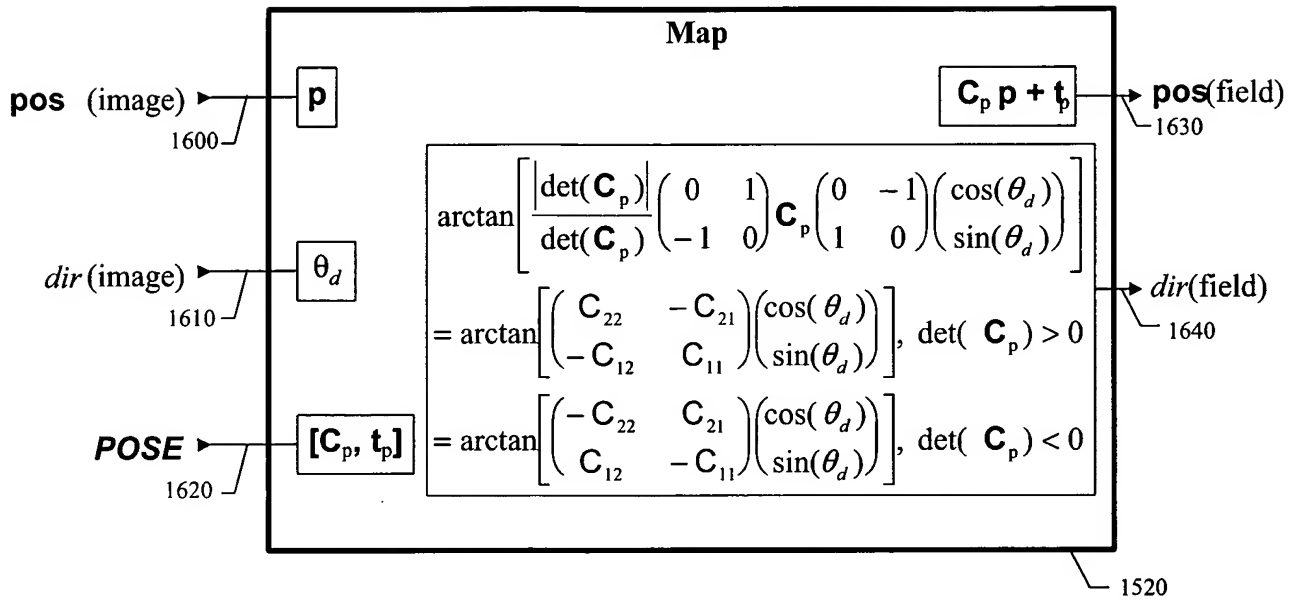 Map
pos (image)
1600
p
C_p p + t_p
pos(field)
1630
arctan[ |det(C_p)| / det(C_p) ( 0 1 ; -1 0 ) C_p ( 0 -1 ; 1 0 ) ( cos(θ_d) ; sin(θ_d) ) ]
dir (image)
1610
θ_d
= arctan[ ( C_22 -C_21 ; -C_12 C_11 ) ( cos(θ_d) ; sin(θ_d) ) ], det( C_p ) > 0
dir(field)
1640
POSE
1620
[C_p, t_p]
= arctan[ ( -C_22 C_21 ; C_12 -C_11 ) ( cos(θ_d) ; sin(θ_d) ) ], det( C_p ) < 0
1520